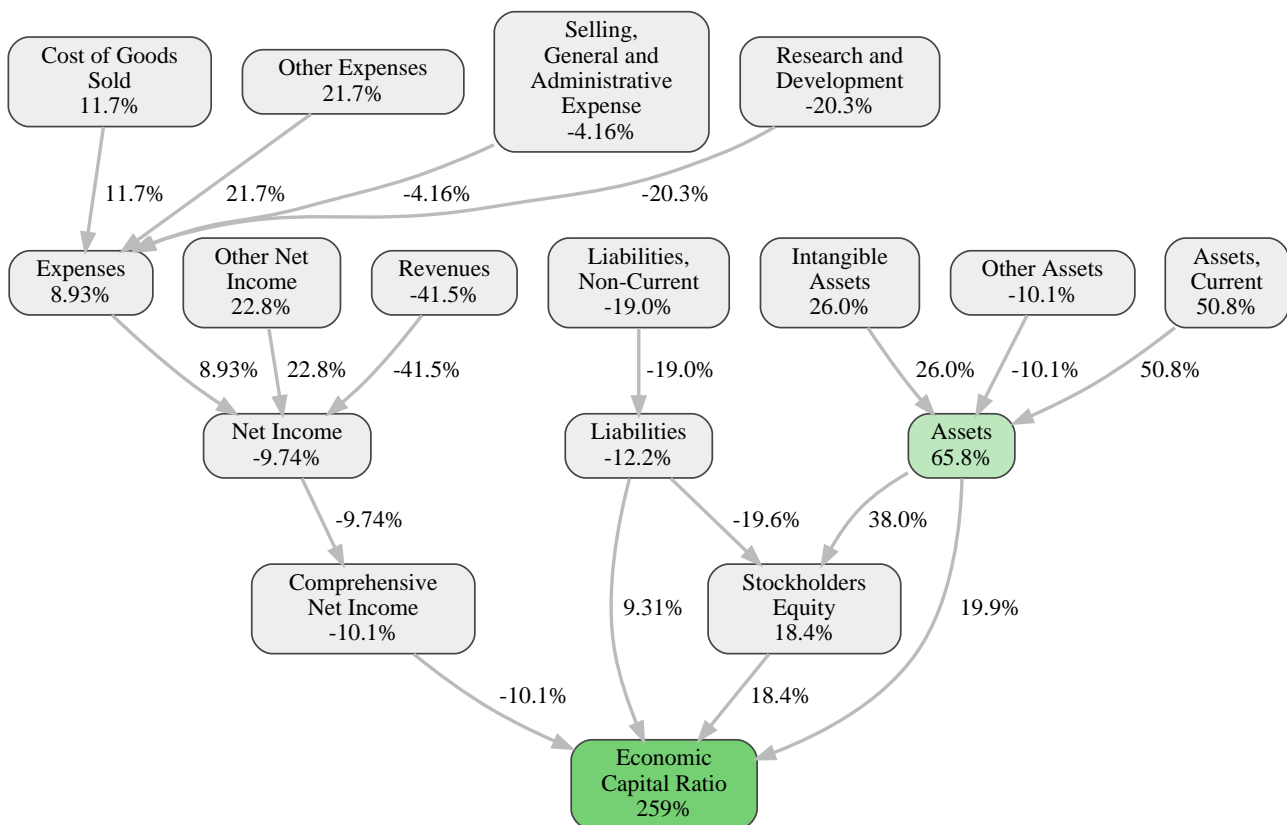 Cost of Goods
Sold
11.7%
Other Expenses
21.7%
Selling,
General and
Administrative
Expense
-4.16%
Research and
Development
-20.3%
11.7%
21.7%
-4.16%
-20.3%
Expenses
8.93%
Other Net
Income
22.8%
Revenues
-41.5%
Liabilities,
Non-Current
-19.0%
Intangible
Assets
26.0%
Other Assets
-10.1%
Assets,
Current
50.8%
8.93%
22.8%
-41.5%
-19.0%
26.0%
-10.1%
50.8%
Net Income
-9.74%
Liabilities
-12.2%
Assets
65.8%
-9.74%
-19.6%
38.0%
Comprehensive
Net Income
-10.1%
9.31%
Stockholders
Equity
18.4%
19.9%
-10.1%
18.4%
Economic
Capital Ratio
259%